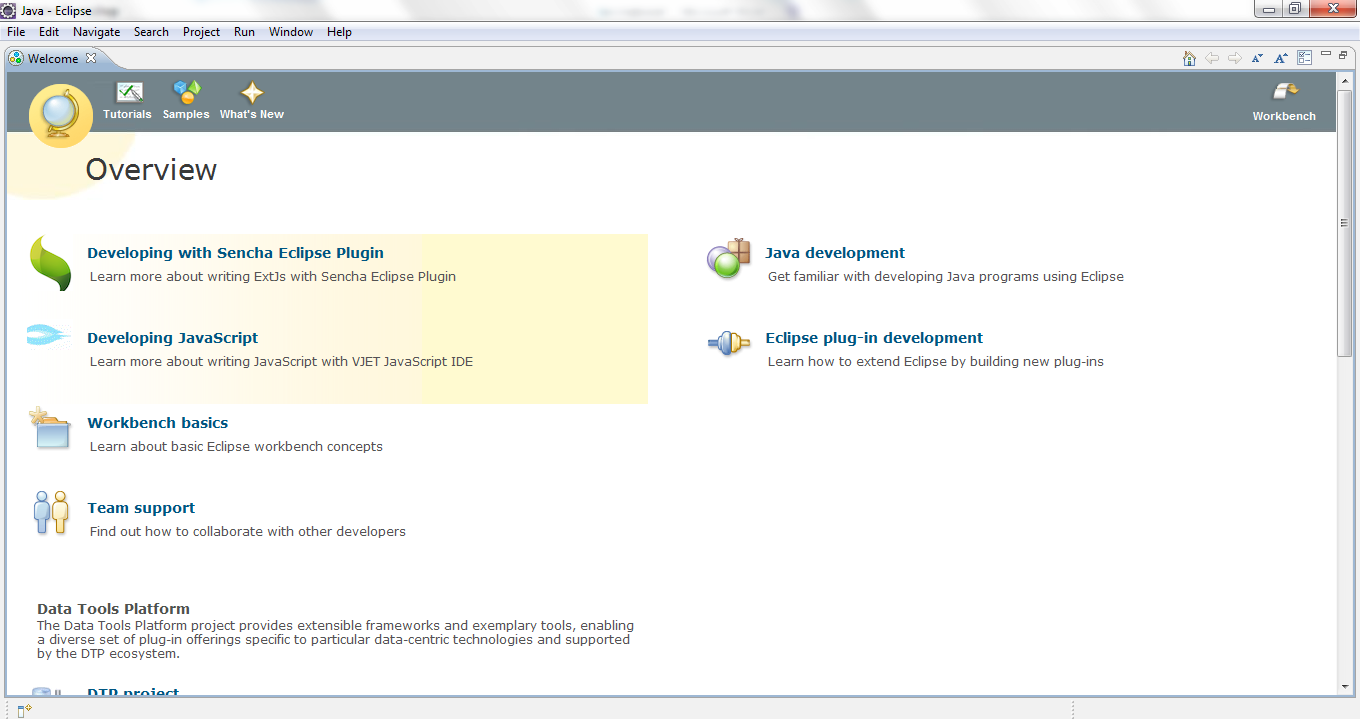 Java - Eclipse
File Edit Navigate Search Project Run Window Help
Welcome
Tutorials Samples What's New Workbench
Overview
Developing with Sencha Eclipse Plugin
Learn more about writing ExtJs with Sencha Eclipse Plugin
Java development
Get familiar with developing Java programs using Eclipse
Developing JavaScript
Learn more about writing JavaScript with VJET JavaScript IDE
Eclipse plug-in development
Learn how to extend Eclipse by building new plug-ins
Workbench basics
Learn about basic Eclipse workbench concepts
Team support
Find out how to collaborate with other developers
Data Tools Platform
The Data Tools Platform project provides extensible frameworks and exemplary tools, enabling
a diverse set of plug-in offerings specific to particular data-centric technologies and supported
by the DTP ecosystem.
DTP project